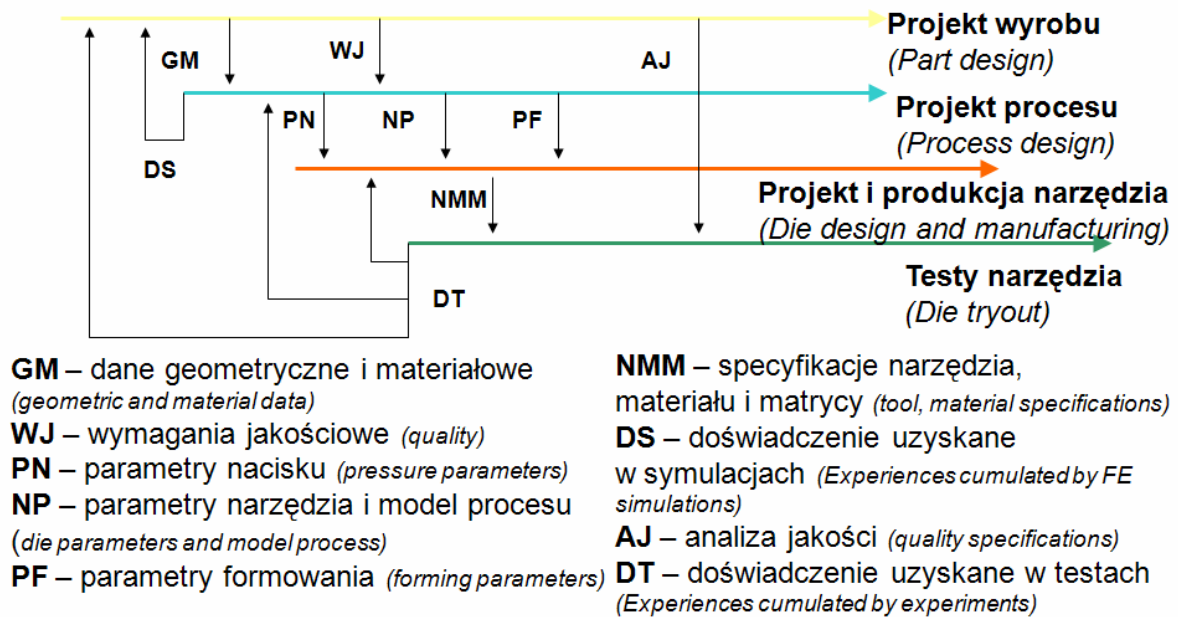 Projekt wyrobu
(Part design)
GM
WJ
AJ
Projekt procesu
(Process design)
PN
NP
PF
DS
Projekt i produkcja narzędzia
(Die design and manufacturing)
NMM
Testy narzędzia
(Die tryout)
DT
GM – dane geometryczne i materiałowe
(geometric and material data)
WJ – wymagania jakościowe (quality)
PN – parametry nacisku (pressure parameters)
NP – parametry narzędzia i model procesu
(die parameters and model process)
PF – parametry formowania (forming parameters)
NMM – specyfikacje narzędzia,
materiału i matrycy (tool, material specifications)
DS – doświadczenie uzyskane
w symulacjach (Experiences cumulated by FE
simulations)
AJ – analiza jakości (quality specifications)
DT – doświadczenie uzyskane w testach
(Experiences cumulated by experiments)